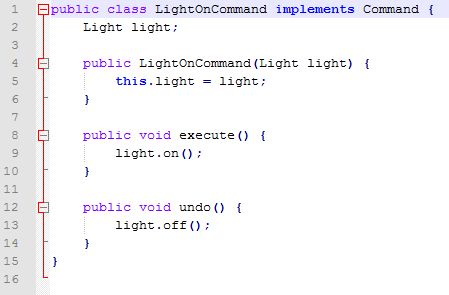 1 public class LightOnCommand implements Command {
2     Light light;
3
4     public LightOnCommand(Light light) {
5         this.light = light;
6     }
7
8     public void execute() {
9         light.on();
10     }
11
12     public void undo() {
13         light.off();
14     }
15 }
16